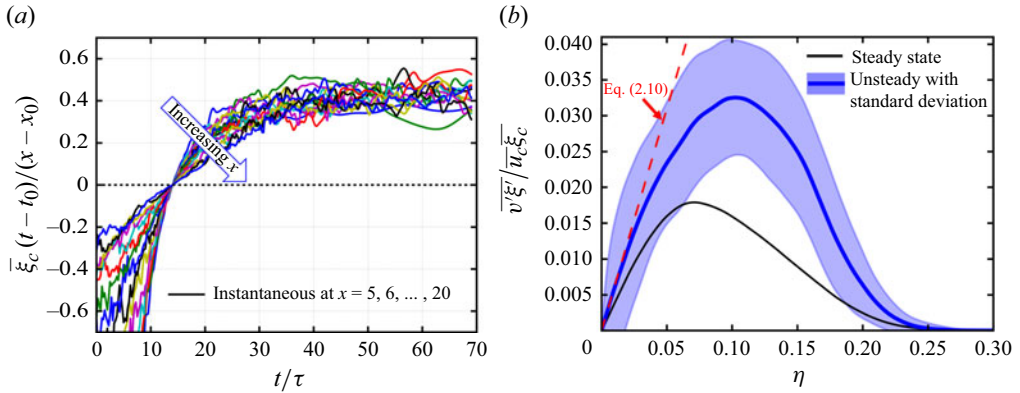 (a)
0.6
0.4
0.2
0
−0.2
−0.4
−0.6
0 10 20 30 40 50 60 70
t/τ
ξ̅c (t – t0)/(x – x0)
Increasing x
Instantaneous at x = 5, 6, ... , 20
(b)
0.040
0.035
0.030
0.025
0.020
0.015
0.010
0.005
0 0.05 0.10 0.15 0.20 0.25 0.30
η
v′ξ′/ucξc
Eq. (2.10)
Steady state
Unsteady with
standard deviation